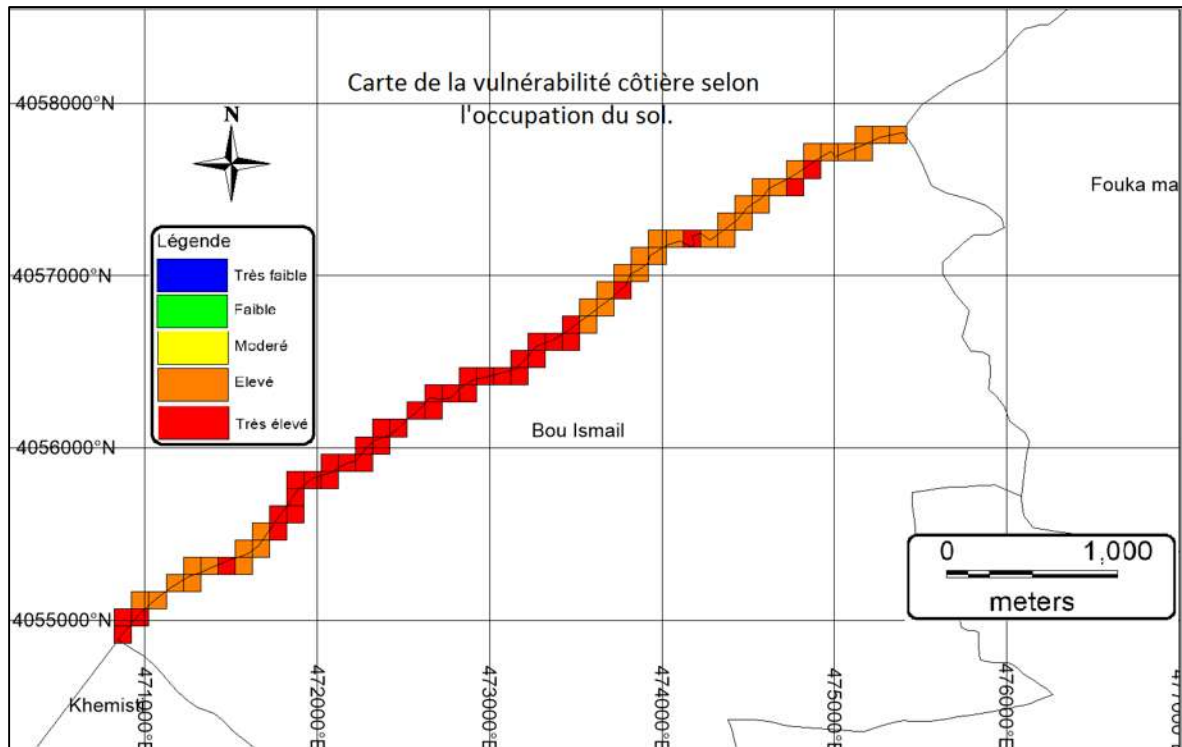 Carte de la vulnérabilité côtière selon
l'occupation du sol.
4058000°N
N
Fouka ma
Légende
Très faible
Faible
Moderé
Elevé
Très élevé
4057000°N
Bou Ismail
4056000°N
0 1,000
meters
4055000°N
Khemisti
471000°E
472000°E
473000°E
474000°E
475000°E
476000°E